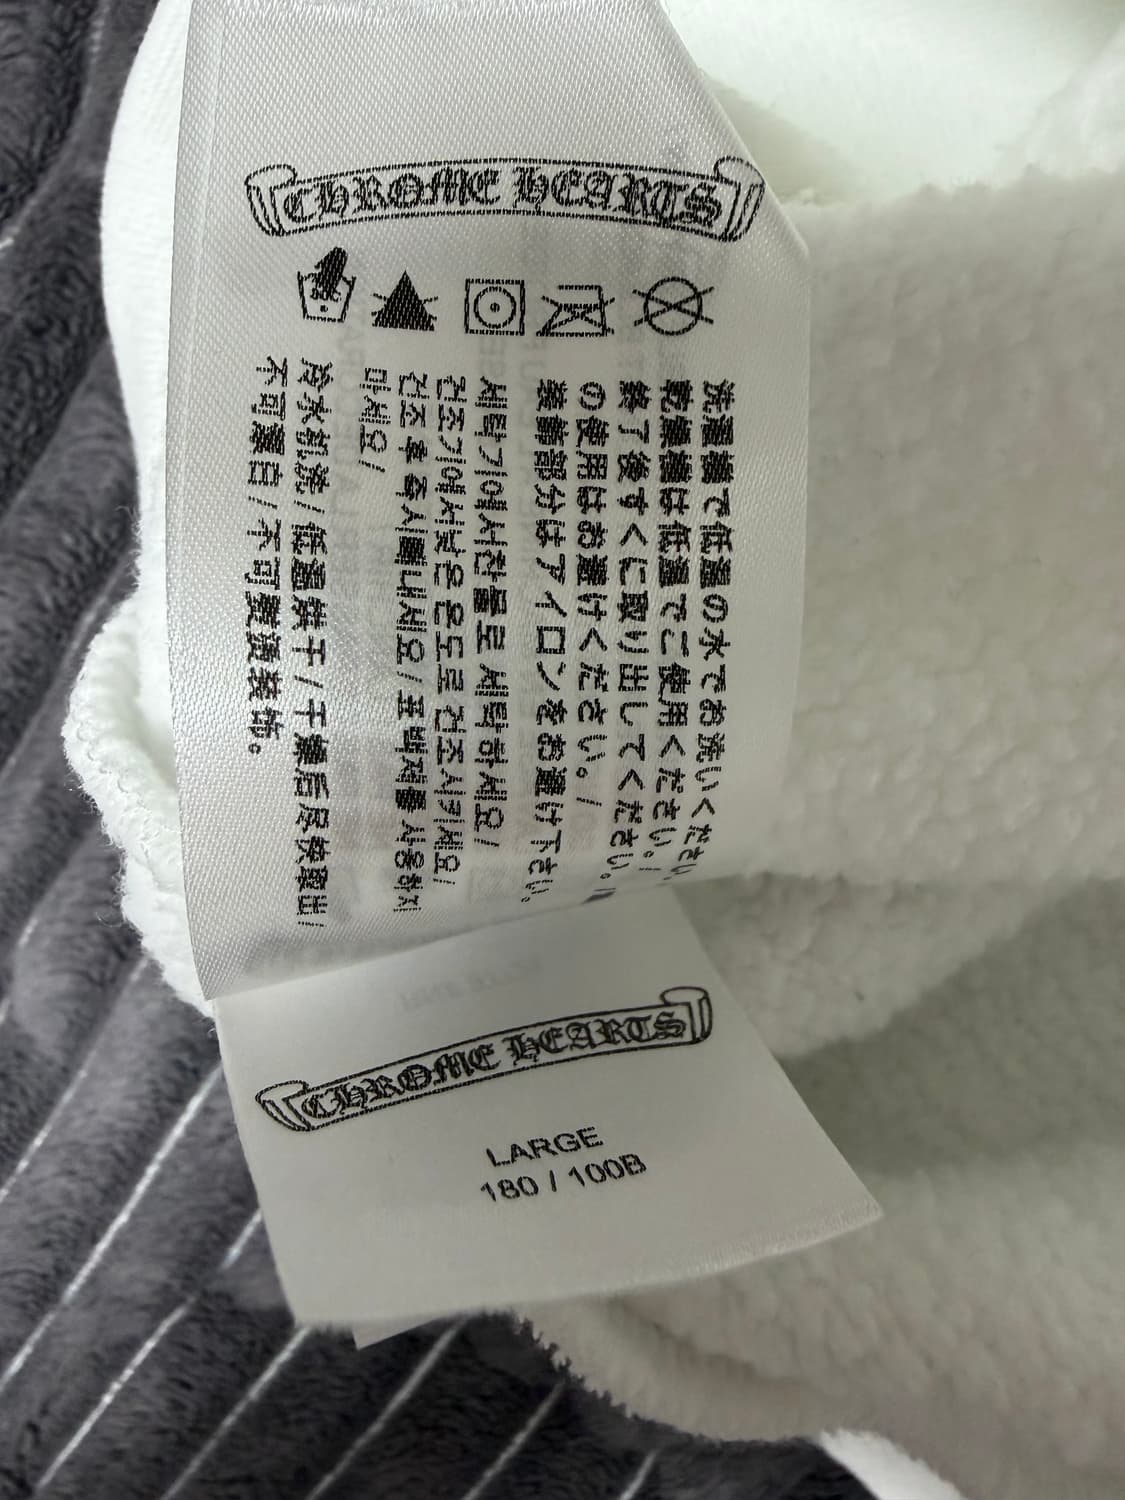 CHROME HEARTS
洗濯機で低温の水でお洗いください。
乾燥機は低温でご使用ください。/
終了後すぐに取り出してください。/
の使用はお避けください。/
装飾部分はアイロンをお避け下さい。
세탁기에서찬물로 세탁하세요/
건조기에서낮은온도로건조시키세요/
건조후즉시빼내세요/표백제를사용하지
마세요/
冷水机洗/低温烘干/干燥后尽快取出/
不可漂白/不可熨烫装饰。
CHROME HEARTS
LARGE
180 / 100B